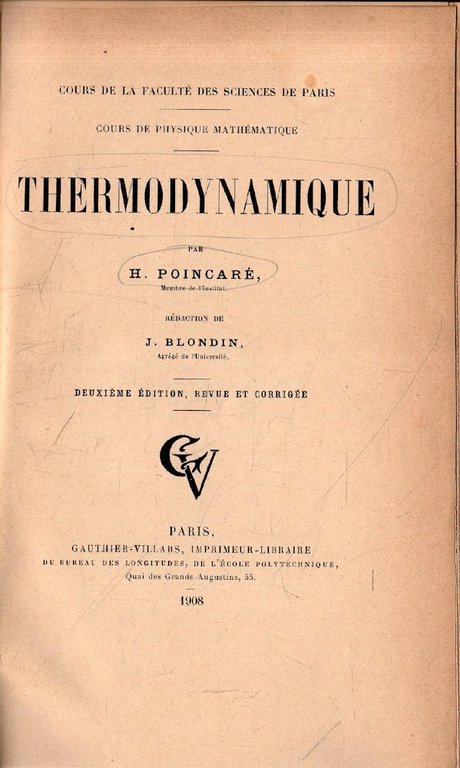 COURS DE LA FACULTÉ DES SCIENCES DE PARIS
COURS DE PHYSIQUE MATHÉMATIQUE
THERMODYNAMIQUE
PAR
H. POINCARÉ,
Membre de l'Institut.
RÉDACTION DE
J. BLONDIN,
Agrégé de l'Université.
DEUXIÈME ÉDITION, REVUE ET CORRIGÉE
GV
PARIS,
GAUTHIER-VILLARS, IMPRIMEUR-LIBRAIRE
DU BUREAU DES LONGITUDES, DE L'ÉCOLE POLYTECHNIQUE,
Quai des Grands-Augustins, 55.
1908